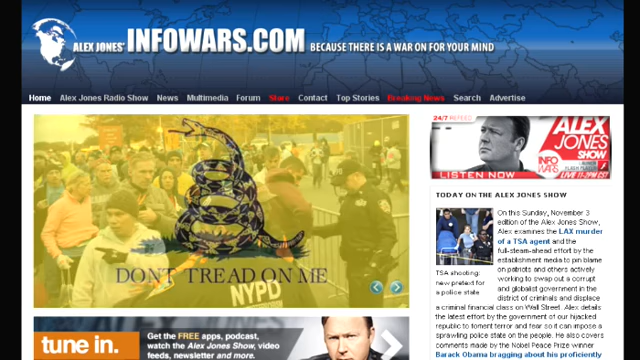 ALEX JONES' INFOWARS.COM BECAUSE THERE IS A WAR ON FOR YOUR MIND
Home Alex Jones Radio Show News Multimedia Forum Store Contact Top Stories Breaking News Search Advertise
DONT TREAD ON ME
NYPD
tune in.
Get the FREE apps, podcast,
watch the Alex Jones Show, video
feeds, newsletter and more.
24/7
LISTEN NOW
ALEX
JONES
SHOW
INFO
WARS
LIVE 11-2PM CST
TODAY ON THE ALEX JONES SHOW
TSA shooting:
new pretext for
a police state
On this Sunday, November 3
edition of the Alex Jones Show,
Alex examines the LAX murder
of a TSA agent and the
full-steam-ahead effort by the
establishment media to pin blame
on patriots and others actively
working to swap out a corrupt
and globalist government in the
district of criminals and displace
a criminal financial class on Wall Street. Alex details
the latest effort by the government of our hijacked
republic to foment terror and fear so it can impose a
sprawling police state on the people. He also covers
comments made by the Nobel Peace Prize winner
Barack Obama bragging about his proficiently